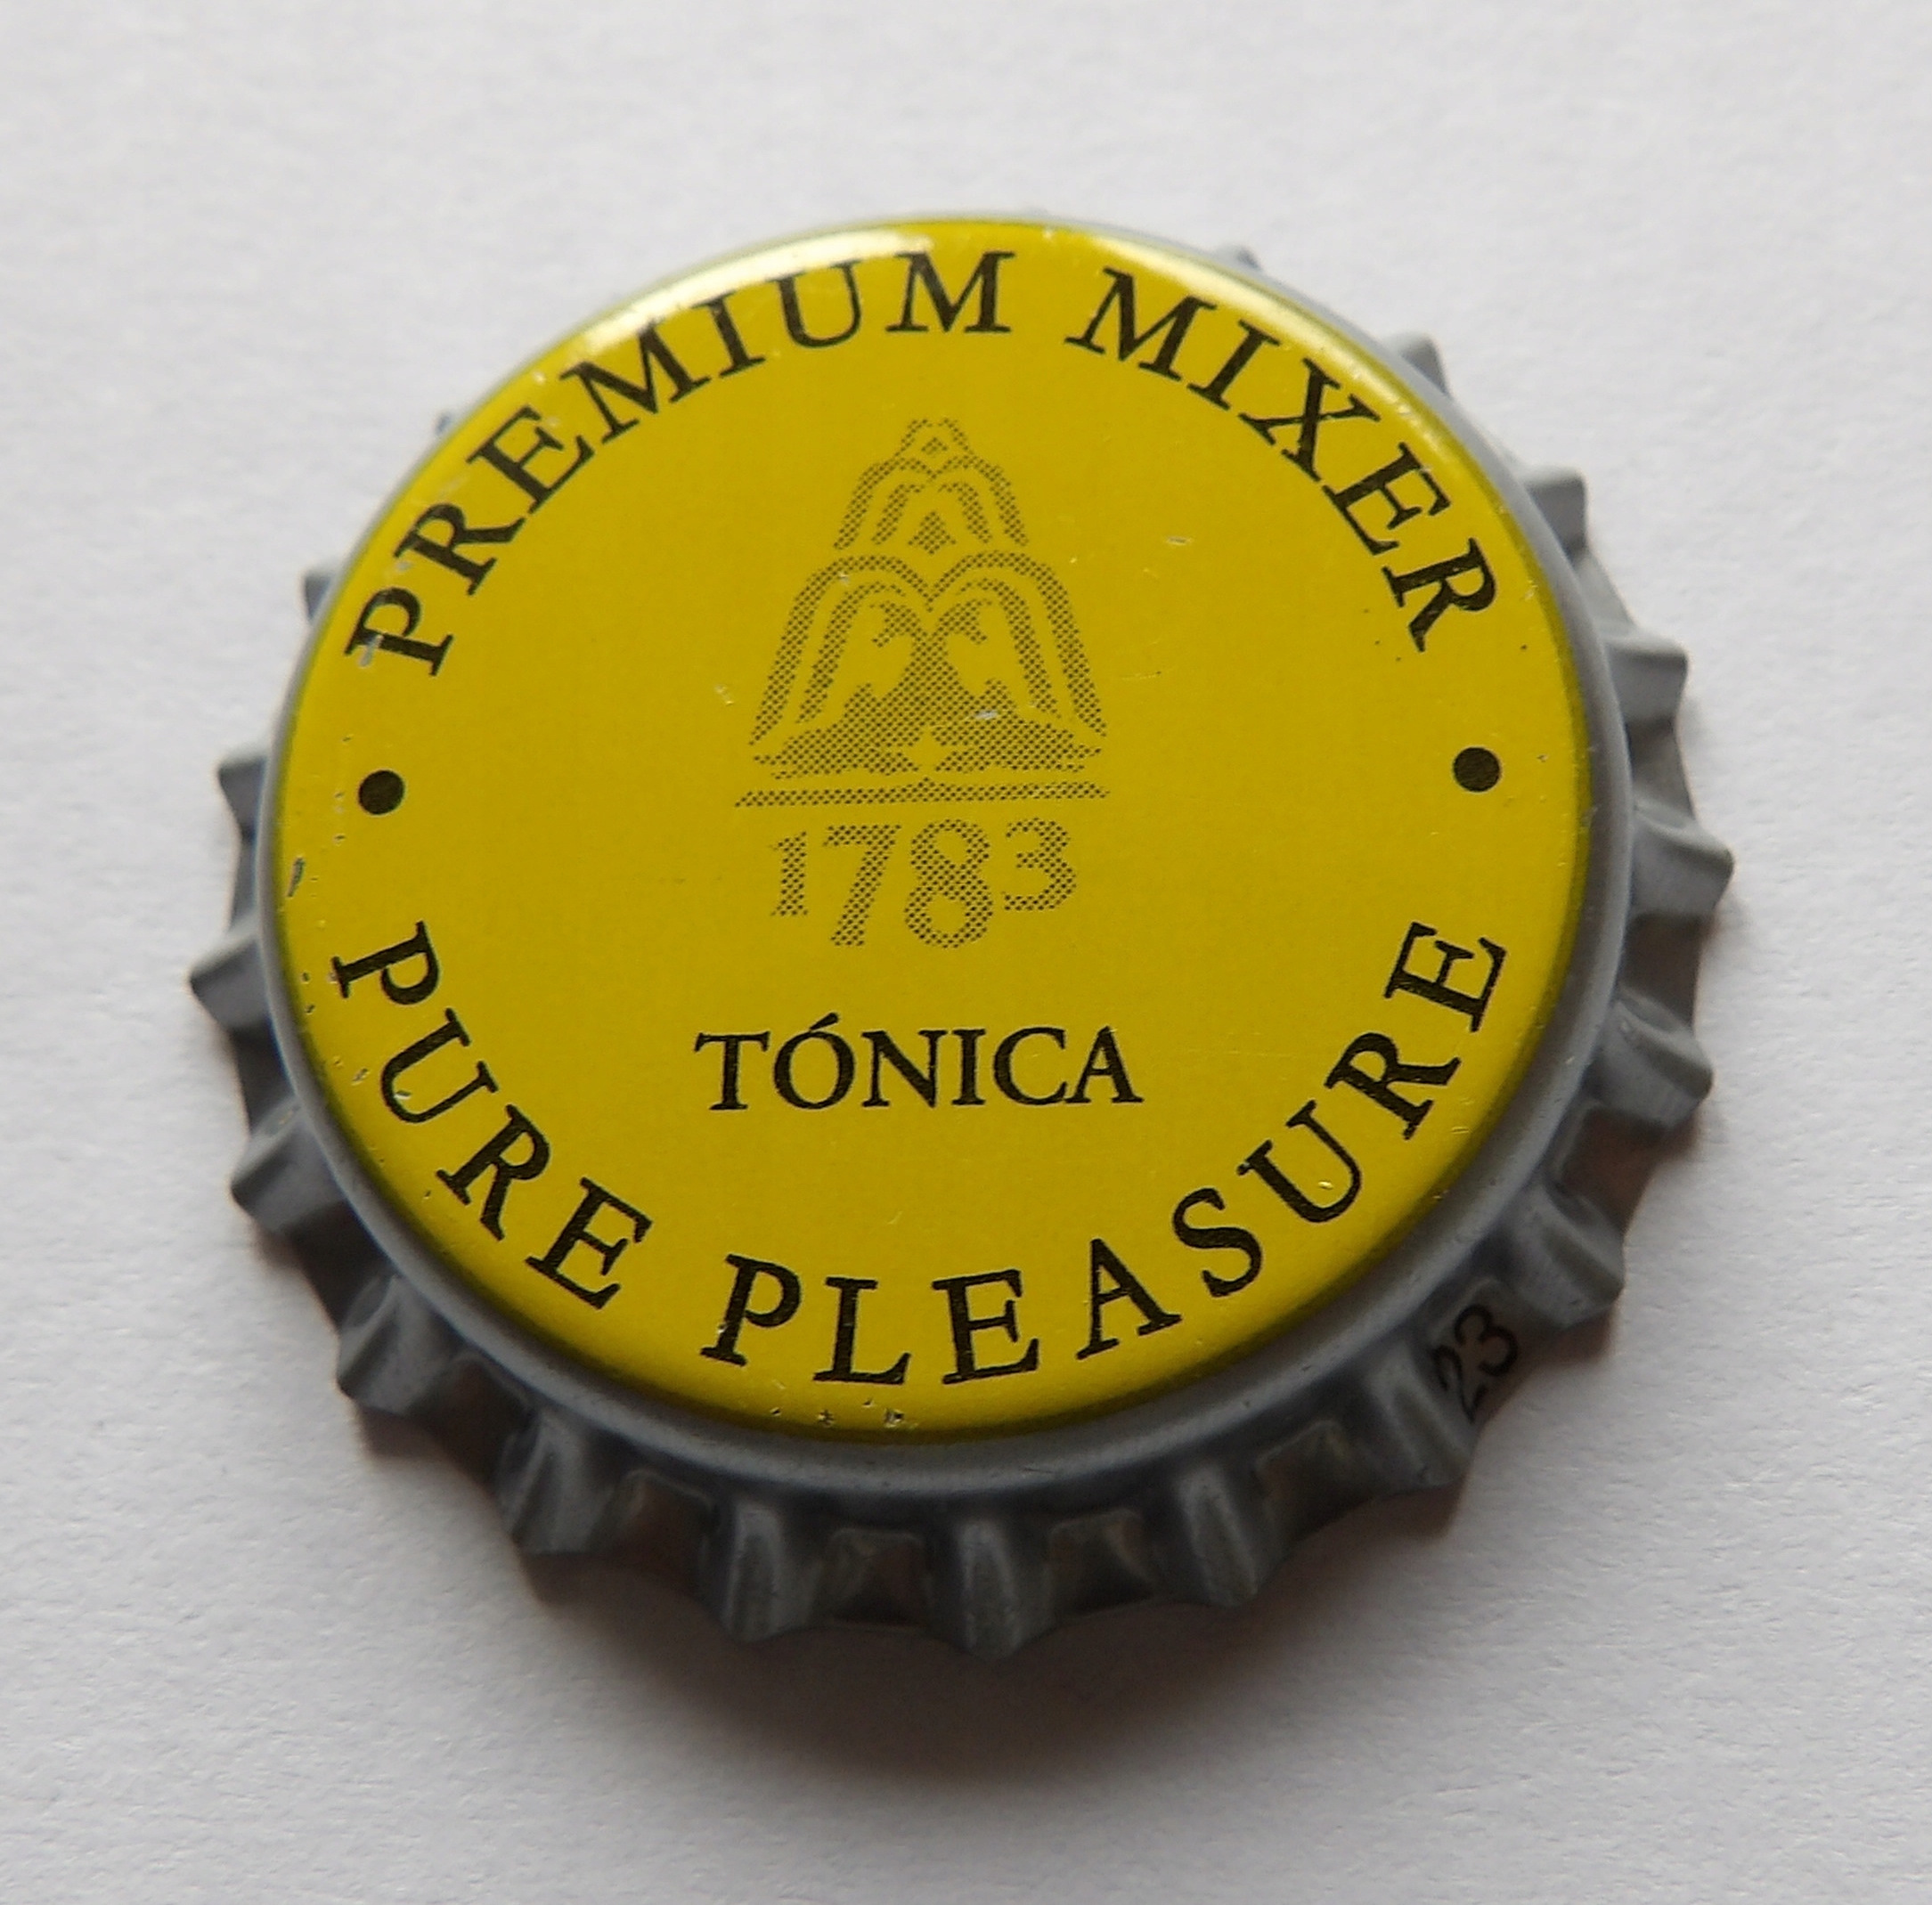 PREMIUM MIXER
1783
TÓNICA
PURE PLEASURE
23